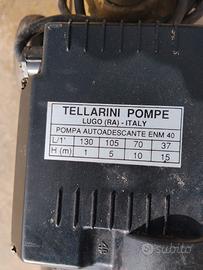 TELLARINI POMPE
LUGO (RA) - ITALY
POMPA AUTOADESCANTE ENM 40
L/1' 130 105 70 37
H (m) 1 5 10 15
subito